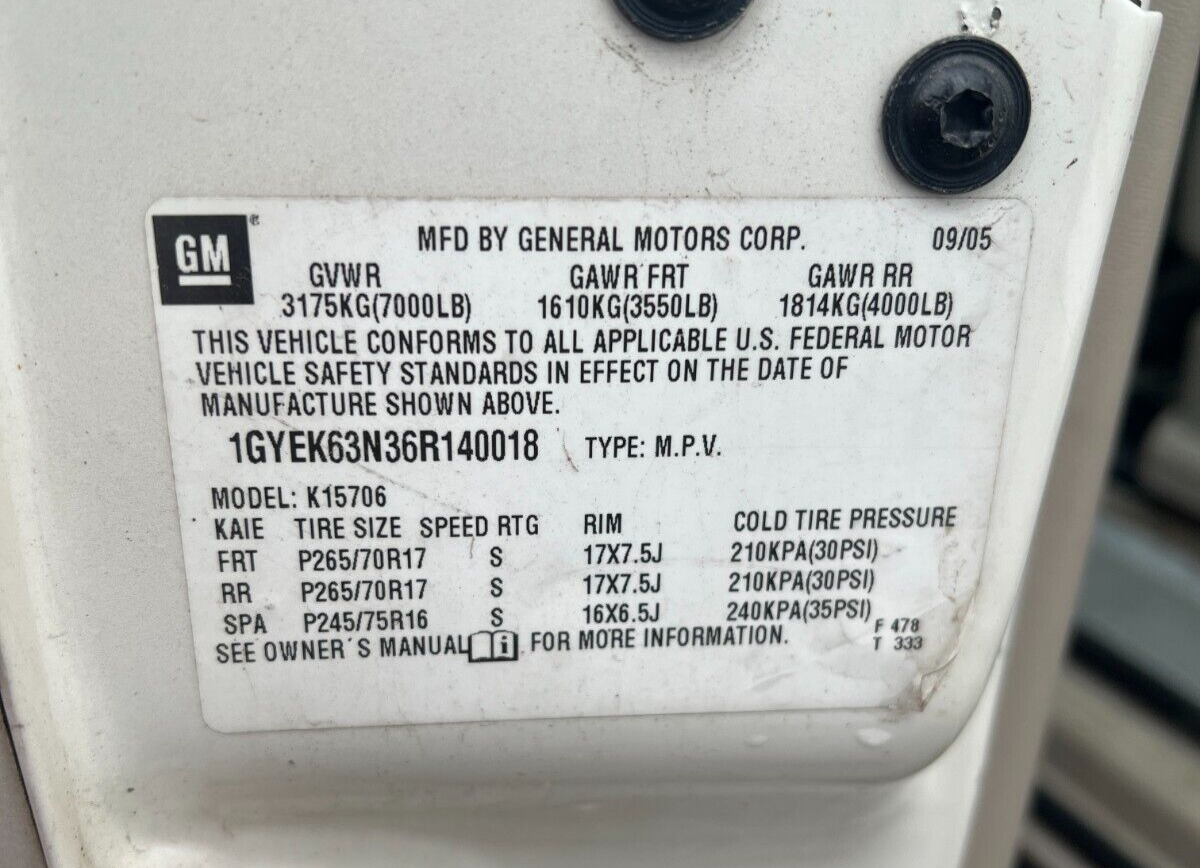 GM® MFD BY GENERAL MOTORS CORP. 09/05
GVWR GAWR FRT GAWR RR
3175KG(7000LB) 1610KG(3550LB) 1814KG(4000LB)
THIS VEHICLE CONFORMS TO ALL APPLICABLE U.S. FEDERAL MOTOR
VEHICLE SAFETY STANDARDS IN EFFECT ON THE DATE OF
MANUFACTURE SHOWN ABOVE.
1GYEK63N36R140018 TYPE: M.P.V.
MODEL: K15706
KAIE TIRE SIZE SPEED RTG RIM COLD TIRE PRESSURE
FRT P265/70R17 S 17X7.5J 210KPA(30PSI)
RR P265/70R17 S 17X7.5J 210KPA(30PSI)
SPA P245/75R16 S 16X6.5J 240KPA(35PSI)
SEE OWNER'S MANUAL i FOR MORE INFORMATION.
F 478
T 333